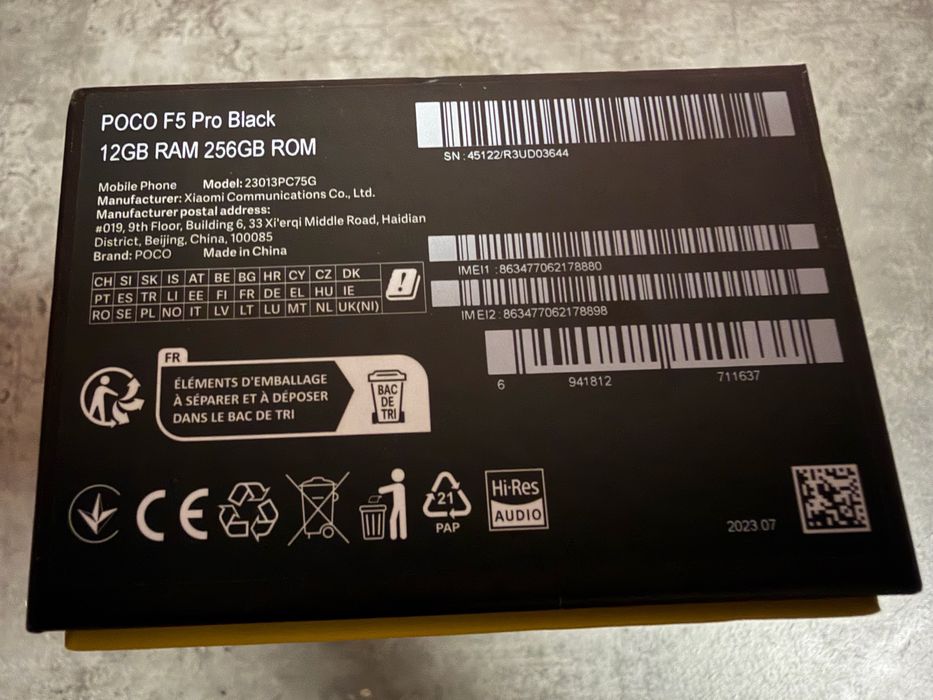 POCO F5 Pro Black
12GB RAM 256GB ROM
Mobile Phone Model: 23013PC75G
Manufacturer: Xiaomi Communications Co., Ltd.
Manufacturer postal address:
#019, 9th Floor, Building 6, 33 Xi'erqi Middle Road, Haidian
District, Beijing, China, 100085
Brand: POCO Made in China
CH SI SK IS AT BE BG HR CY CZ DK
PT ES TR LI EE FI FR DE EL HU IE
RO SE PL NO IT LV LT LU MT NL UK(NI)
SN : 45122/R3UD03644
IMEI1 : 863477062178880
IMEI2 : 863477062178898
6 941812 711637
FR
ÉLÉMENTS D'EMBALLAGE
À SÉPARER ET À DÉPOSER
DANS LE BAC DE TRI
BAC
DE
TRI
CE
21
PAP
Hi-Res
AUDIO
2023 07